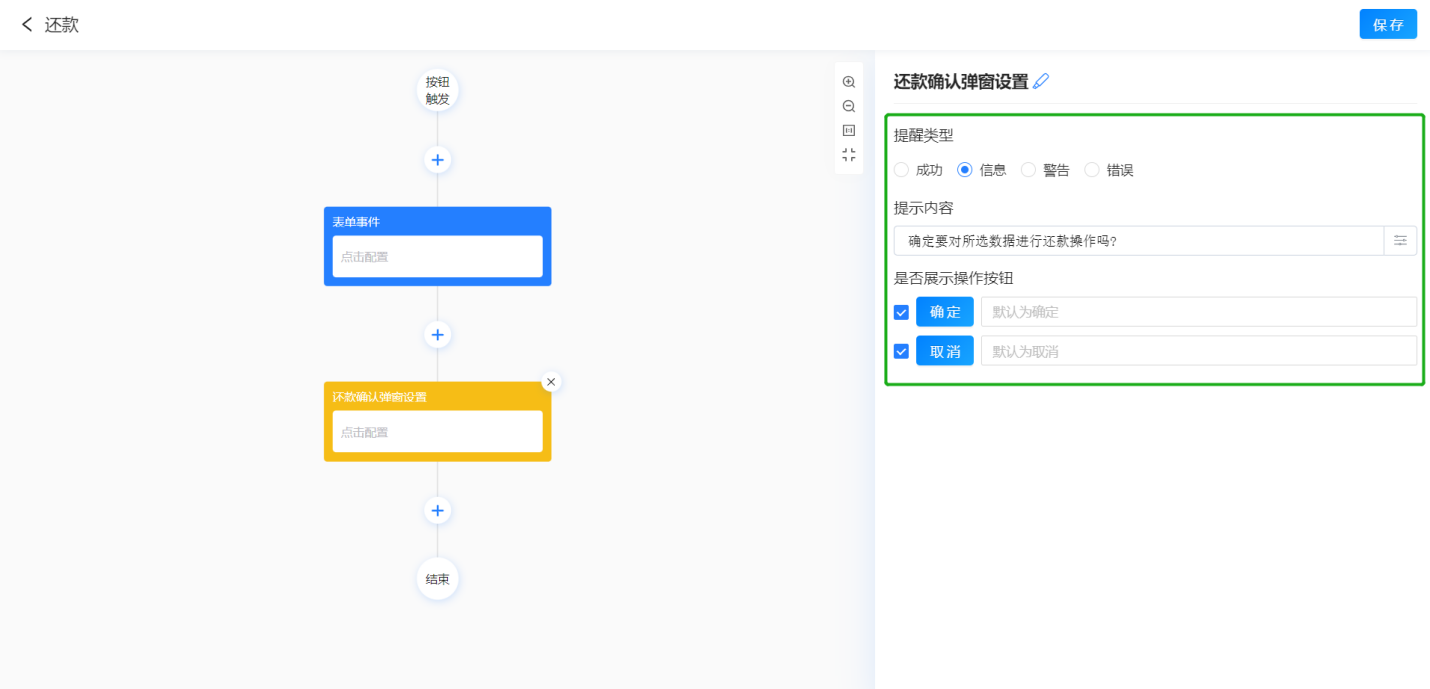 还款
保存
按钮
触发
表单事件
点击配置
还款确认弹窗设置
点击配置
结束
还款确认弹窗设置
提醒类型
成功 信息 警告 错误
提示内容
确定要对所选数据进行还款操作吗?
是否展示操作按钮
确定 默认为确定
取消 默认为取消